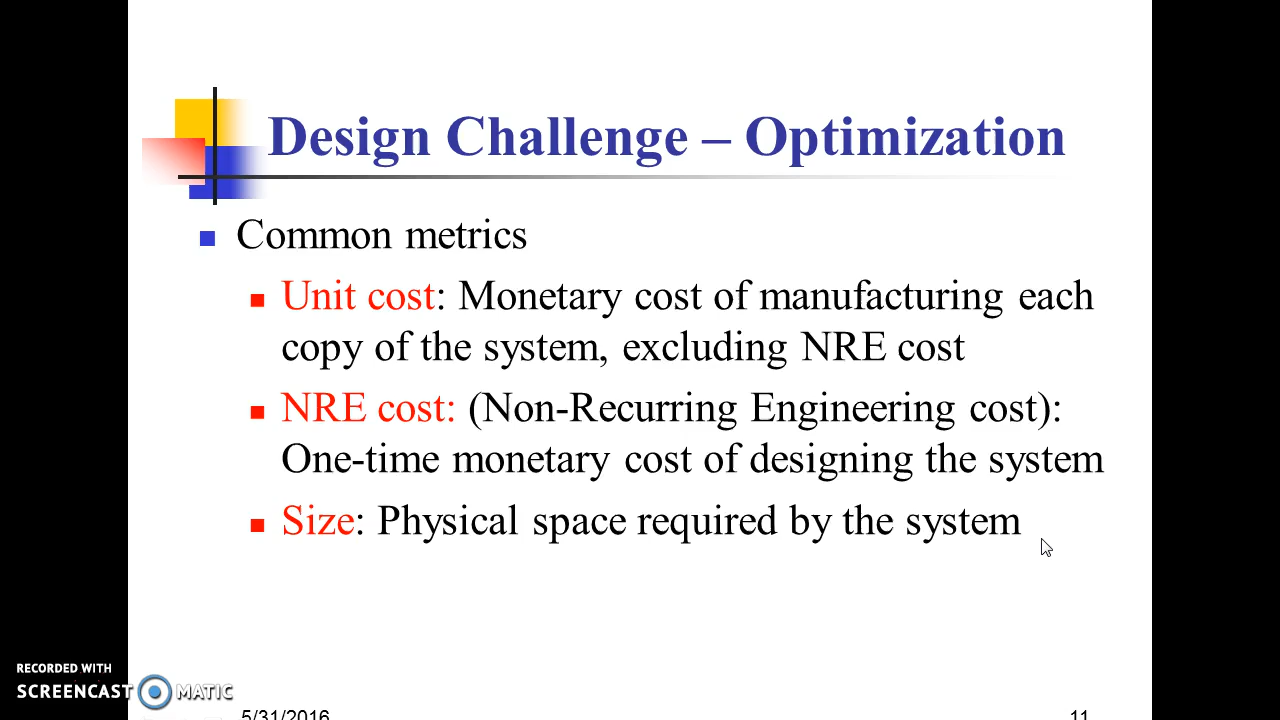 Design Challenge – Optimization
Common metrics
Unit cost: Monetary cost of manufacturing each
copy of the system, excluding NRE cost
NRE cost: (Non-Recurring Engineering cost):
One-time monetary cost of designing the system
Size: Physical space required by the system
RECORDED WITH
SCREENCAST MATIC
5/31/2016
11